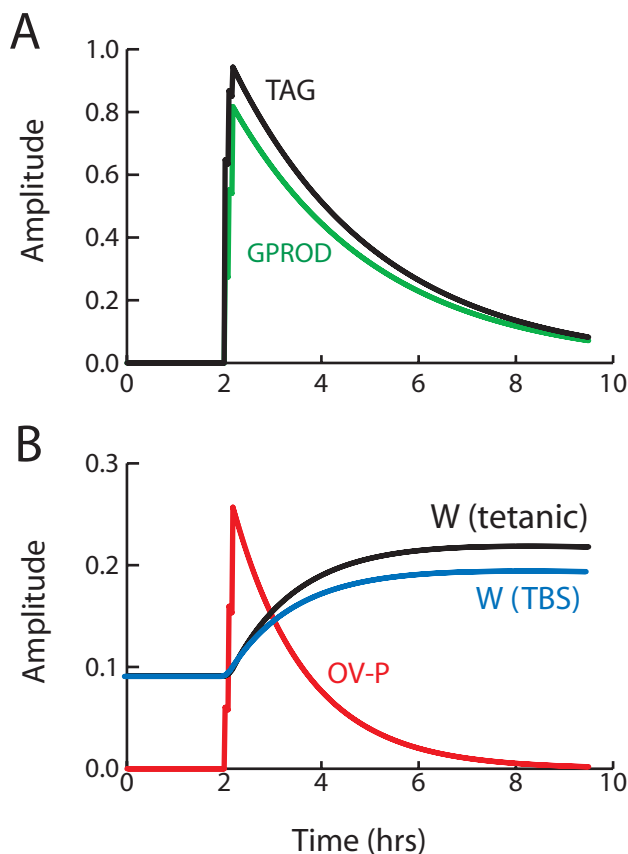 A
1.0
0.8
0.6
0.4
0.2
0.0
Amplitude
TAG
GPROD
0 2 4 6 8 10
B
0.3
0.2
0.1
0.0
Amplitude
W (tetanic)
W (TBS)
OV-P
0 2 4 6 8 10
Time (hrs)